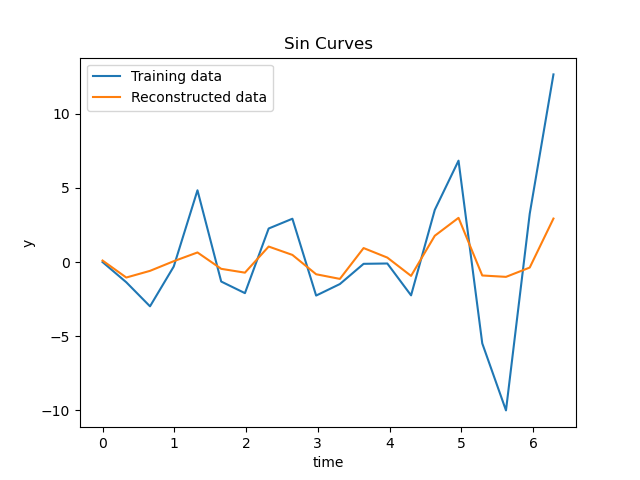 Sin Curves
Training data
Reconstructed data
10
5
0
−5
−10
y
0 1 2 3 4 5 6
time